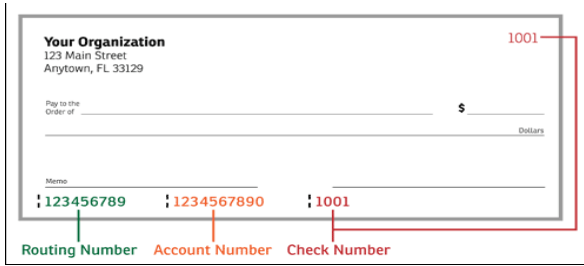 Your Organization
1001
123 Main Street
Anytown, FL 33129
Pay to the
Order of
$
Dollars
Memo
123456789 1234567890 1001
Routing Number Account Number Check Number